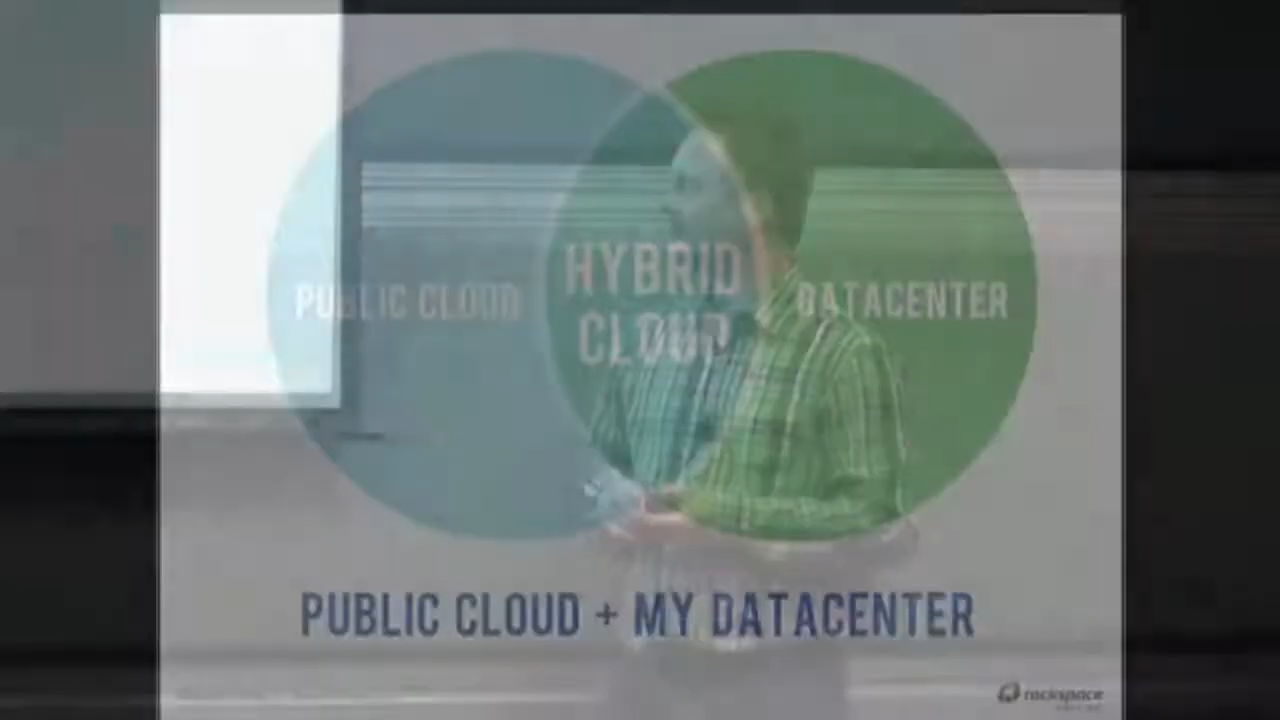 PUBLIC CLOUD
HYBRID
CLOUD
DATACENTER
PUBLIC CLOUD + MY DATACENTER
rackspace